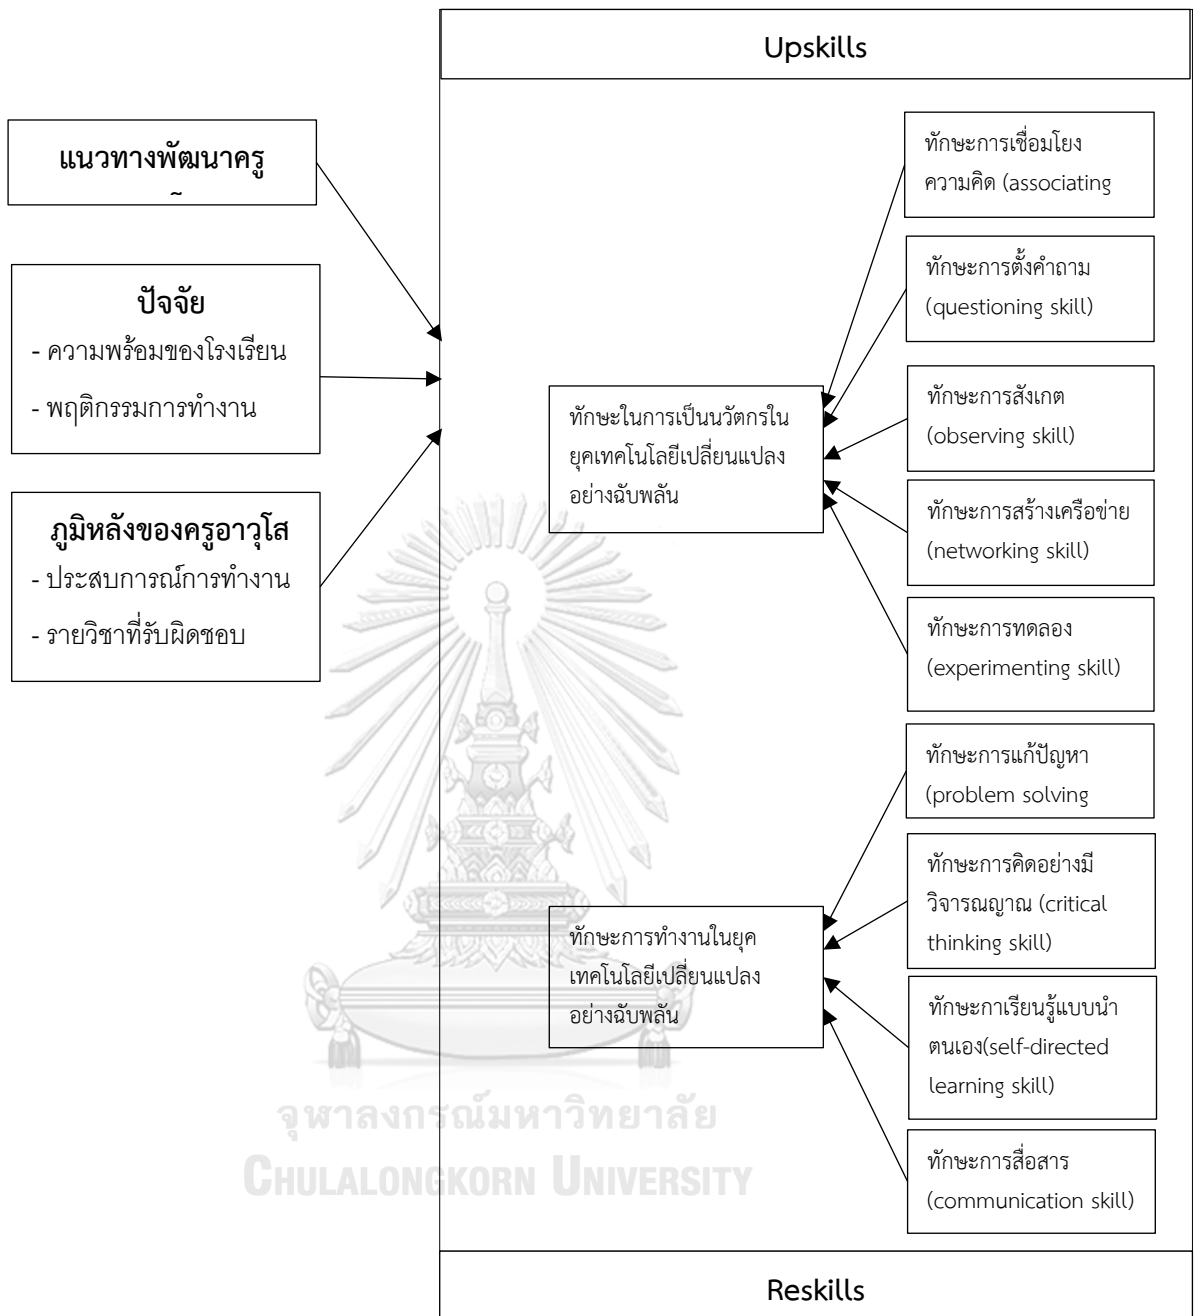 Upskills
แนวทางพัฒนาครู
ปัจจัย
- ความพร้อมของโรงเรียน
- พฤติกรรมการทำงาน
ภูมิหลังของครูอาวุโส
- ประสบการณ์การทำงาน
- รายวิชาที่รับผิดชอบ
ทักษะในการเป็นนวัตกรใน
ยุคเทคโนโลยีเปลี่ยนแปลง
อย่างฉับพลัน
ทักษะการเชื่อมโยง
ความคิด (associating
ทักษะการตั้งคำถาม
(questioning skill)
ทักษะการสังเกต
(observing skill)
ทักษะการสร้างเครือข่าย
(networking skill)
ทักษะการทดลอง
(experimenting skill)
ทักษะการทำงานในยุค
เทคโนโลยีเปลี่ยนแปลง
อย่างฉับพลัน
ทักษะการแก้ปัญหา
(problem solving
ทักษะการคิดอย่างมี
วิจารณญาณ (critical
thinking skill)
ทักษะกาเรียนรู้แบบนำ
ตนเอง(self-directed
learning skill)
ทักษะการสื่อสาร
(communication skill)
จุฬาลงกรณ์มหาวิทยาลัย
CHULALONGKORN UNIVERSITY
Reskills